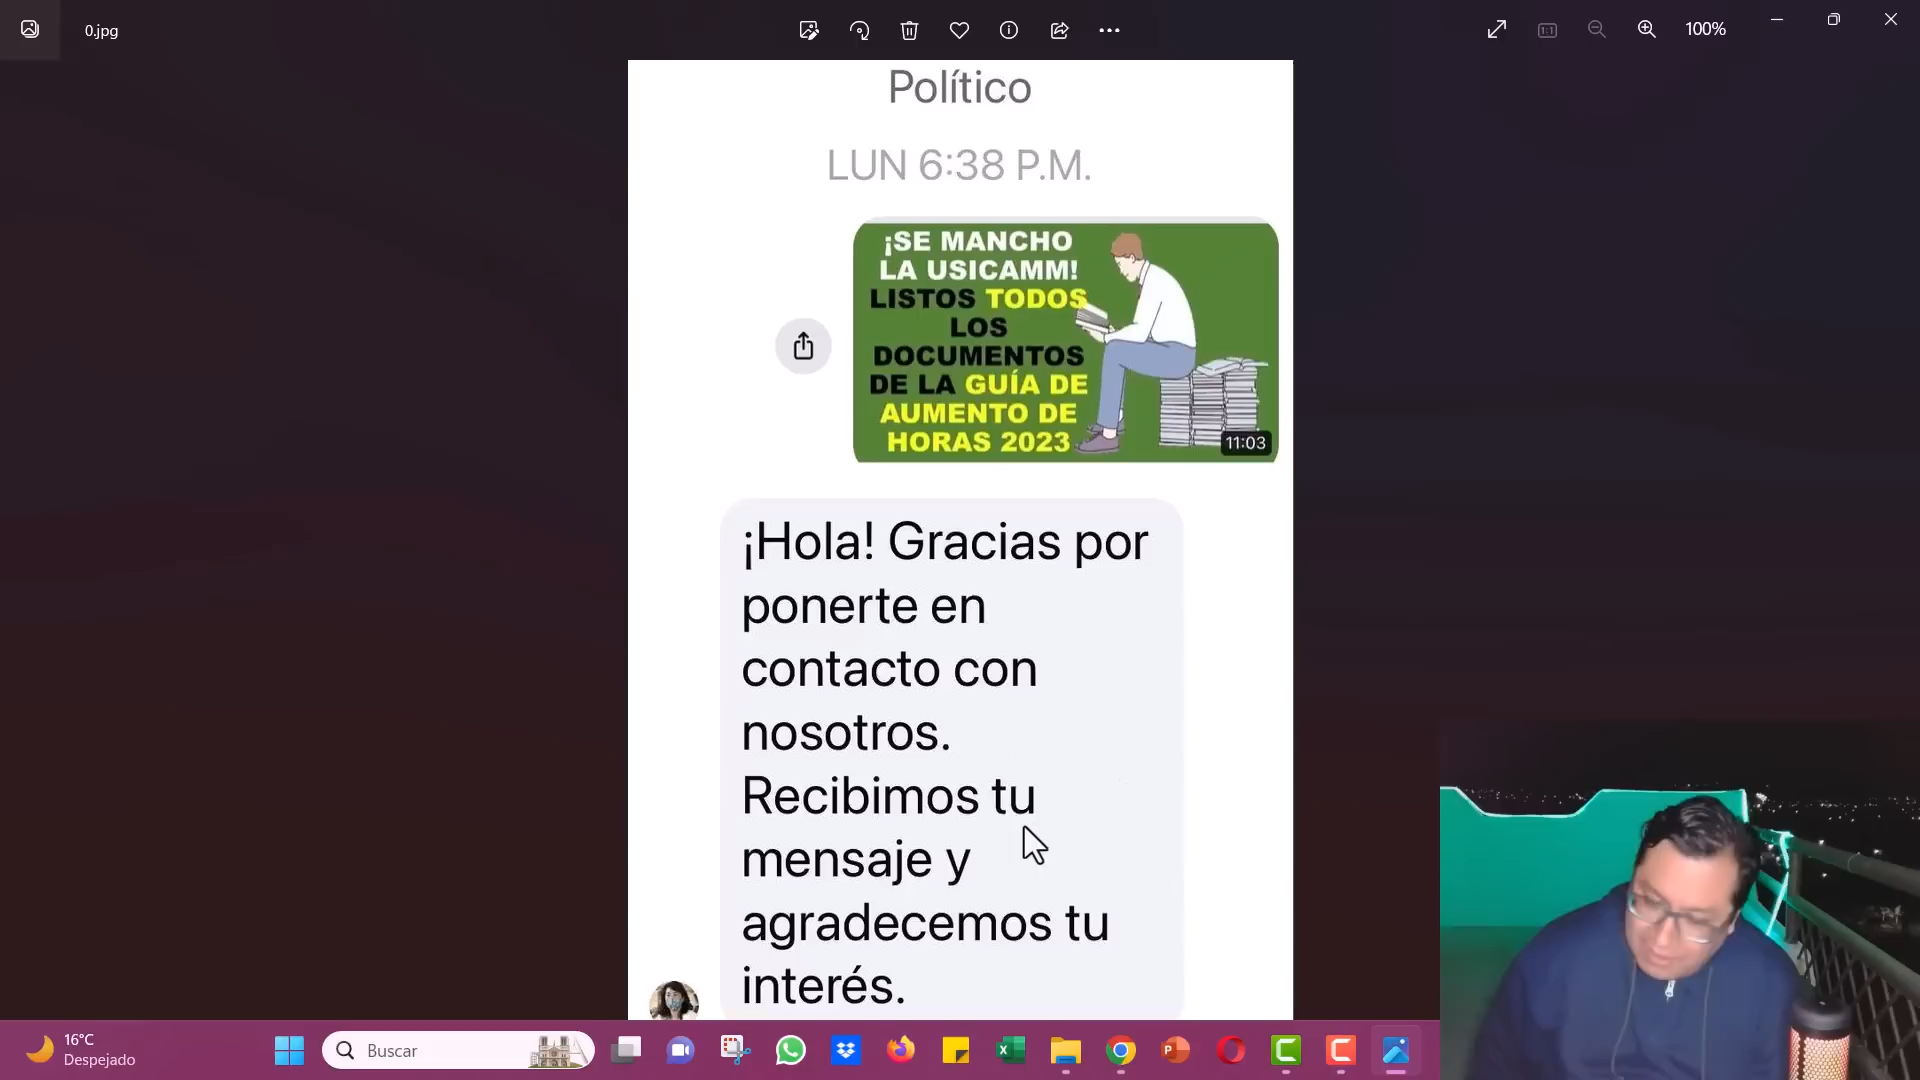 0.jpg
100%
Político
LUN 6:38 P.M.
¡SE MANCHO
LA USICAMM!
LISTOS TODOS
LOS
DOCUMENTOS
DE LA GUÍA DE
AUMENTO DE
HORAS 2023
11:03
¡Hola! Gracias por
ponerte en
contacto con
nosotros.
Recibimos tu
mensaje y
agradecemos tu
interés.
16°C
Despejado
Buscar